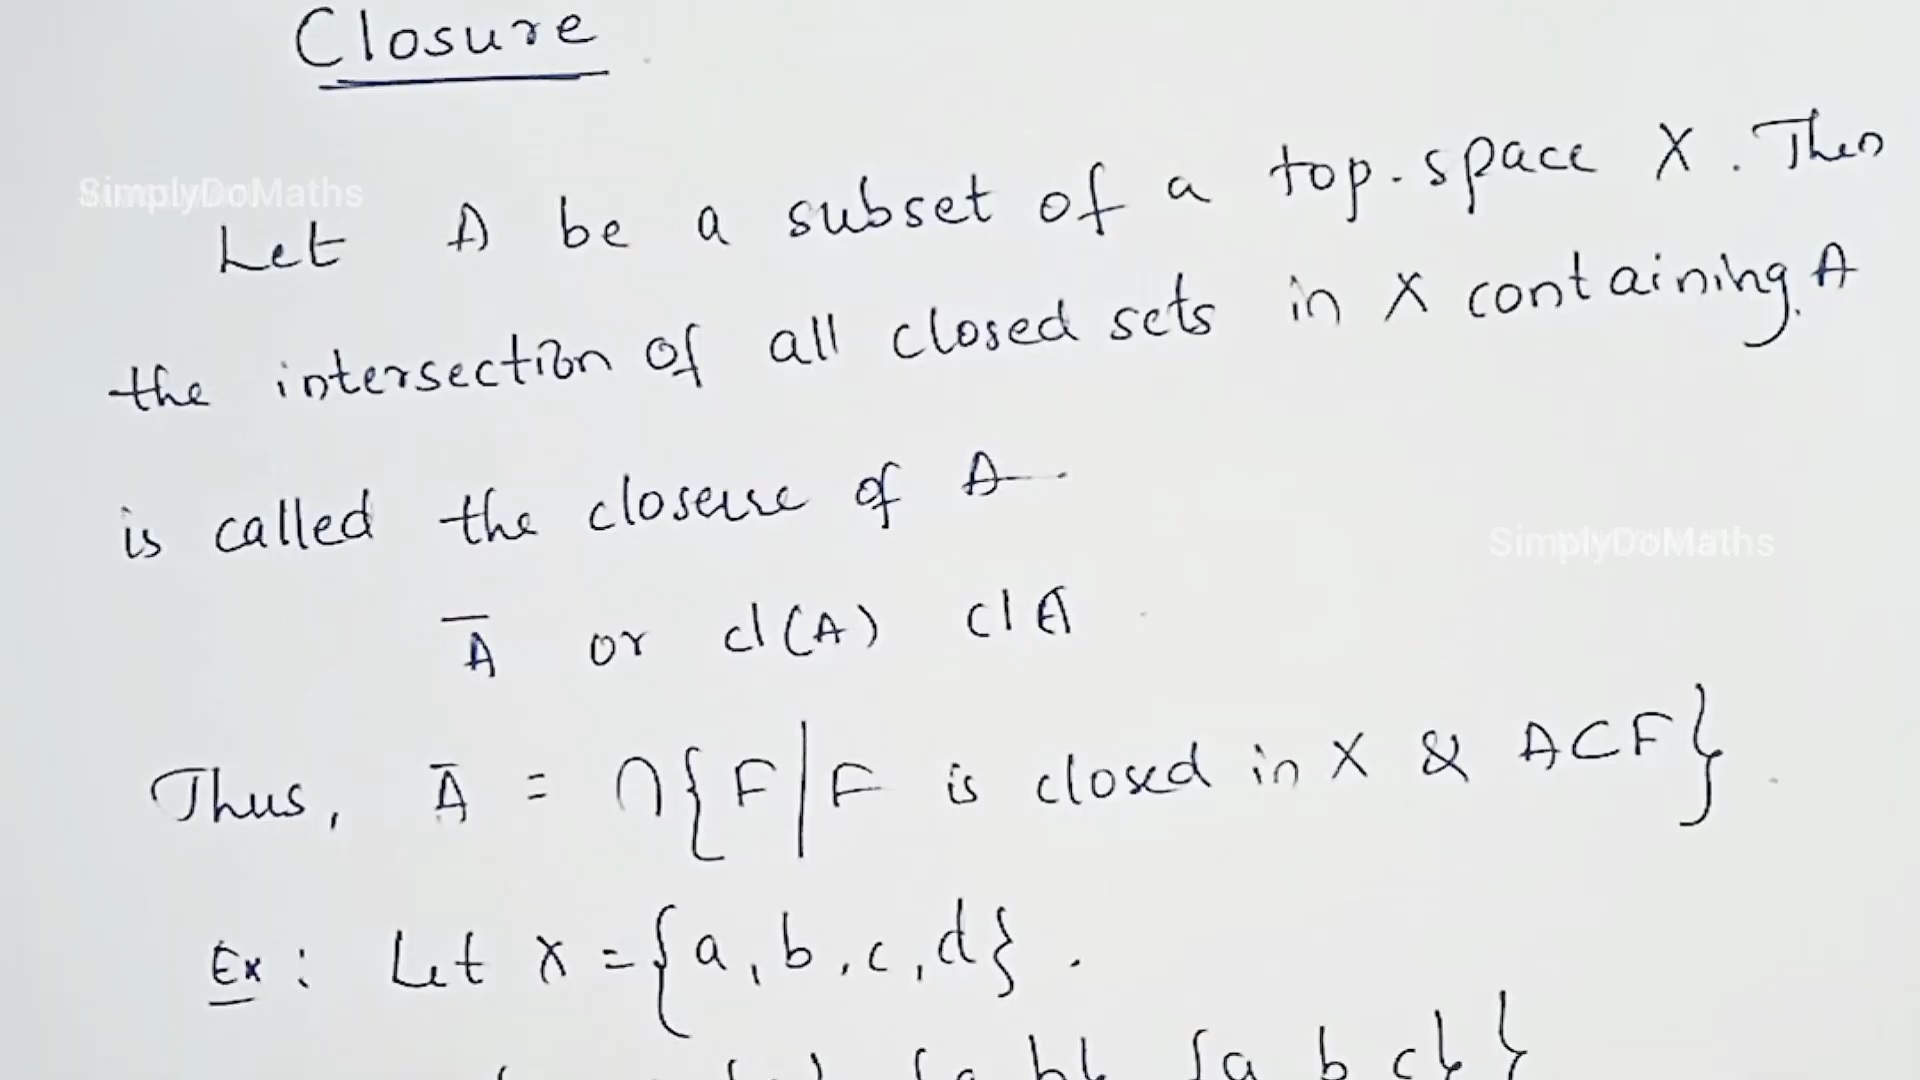 Closure
SimplyDoMaths
Let A be a subset of a top. space X. Then
the intersection of all closed sets in X containing A
is called the closure of A.
SimplyDoMaths
A̅ or cl(A) cl A
Thus, A̅ = ∩{F|F is closed in X & A⊂F}.
Ex: Let X = {a, b, c, d}.
{a, b, c}}